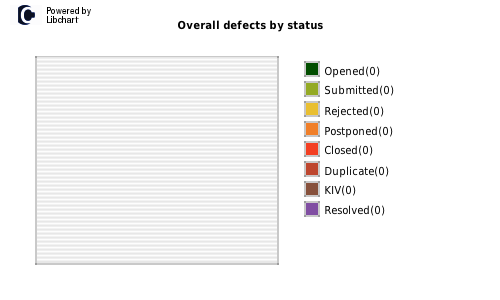 Powered by
Libchart
Overall defects by status
Opened(0)
Submitted(0)
Rejected(0)
Postponed(0)
Closed(0)
Duplicate(0)
KIV(0)
Resolved(0)